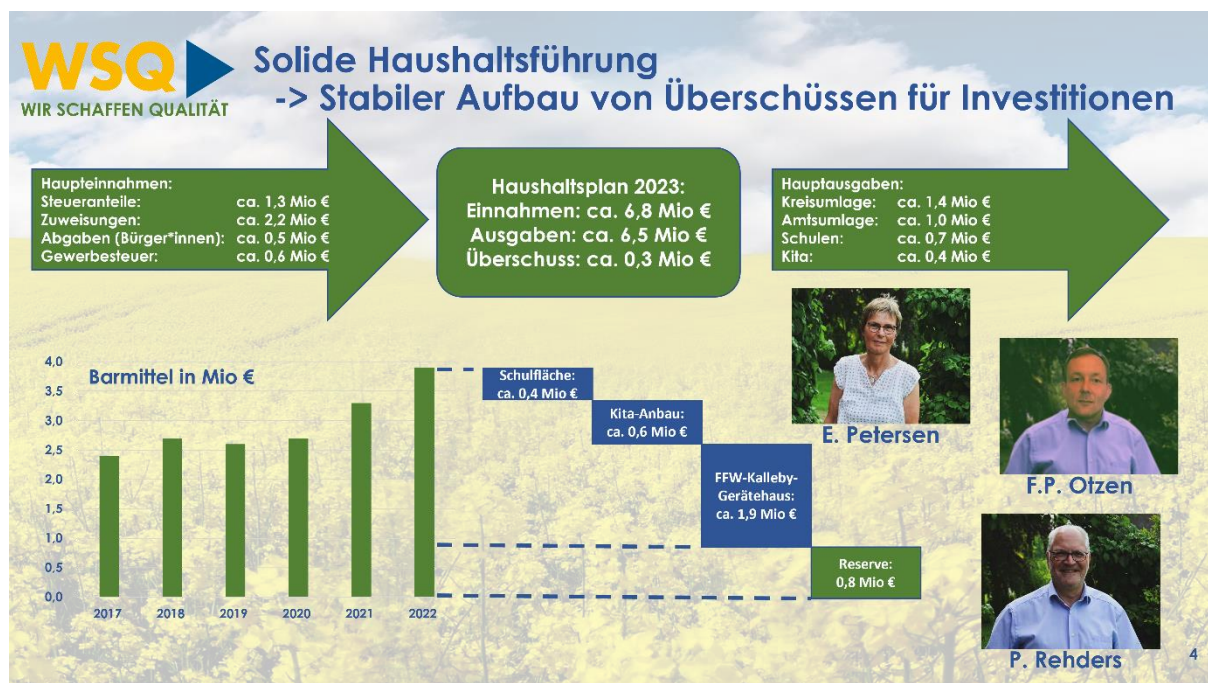 WSQ
WIR SCHAFFEN QUALITÄT
Solide Haushaltsführung
-> Stabiler Aufbau von Überschüssen für Investitionen
Haupteinnahmen:
Steueranteile: ca. 1,3 Mio €
Zuweisungen: ca. 2,2 Mio €
Abgaben (Bürger*innen): ca. 0,5 Mio €
Gewerbesteuer: ca. 0,6 Mio €
Haushaltsplan 2023:
Einnahmen: ca. 6,8 Mio €
Ausgaben: ca. 6,5 Mio €
Überschuss: ca. 0,3 Mio €
Hauptausgaben:
Kreisumlage: ca. 1,4 Mio €
Amtsumlage: ca. 1,0 Mio €
Schulen: ca. 0,7 Mio €
Kita: ca. 0,4 Mio €
Barmittel in Mio €
4,0
3,5
3,0
2,5
2,0
1,5
1,0
0,5
0,0
2017 2018 2019 2020 2021 2022
Schulfläche:
ca. 0,4 Mio €
Kita-Anbau:
ca. 0,6 Mio €
FFW-Kalleby-
Gerätehaus:
ca. 1,9 Mio €
Reserve:
0,8 Mio €
E. Petersen
F.P. Otzen
P. Rehders
4